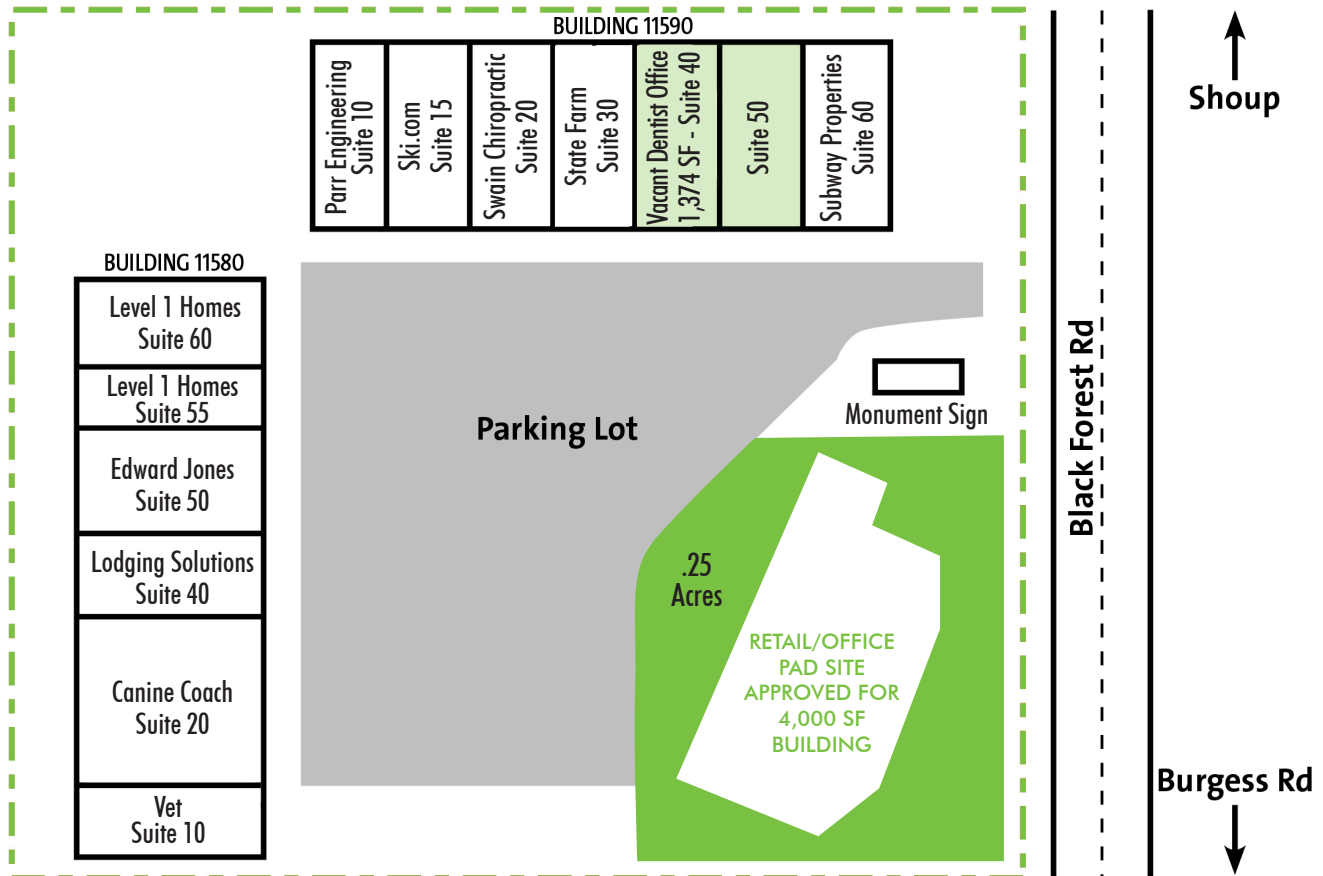 BUILDING 11590
Parr Engineering
Suite 10
Ski.com
Suite 15
Swain Chiropractic
Suite 20
State Farm
Suite 30
Vacant Dentist Office
1,374 SF - Suite 40
Suite 50
Subway Properties
Suite 60
Shoup
BUILDING 11580
Level 1 Homes
Suite 60
Level 1 Homes
Suite 55
Edward Jones
Suite 50
Lodging Solutions
Suite 40
Canine Coach
Suite 20
Vet
Suite 10
Parking Lot
Monument Sign
.25
Acres
RETAIL/OFFICE
PAD SITE
APPROVED FOR
4,000 SF
BUILDING
Black Forest Rd
Burgess Rd